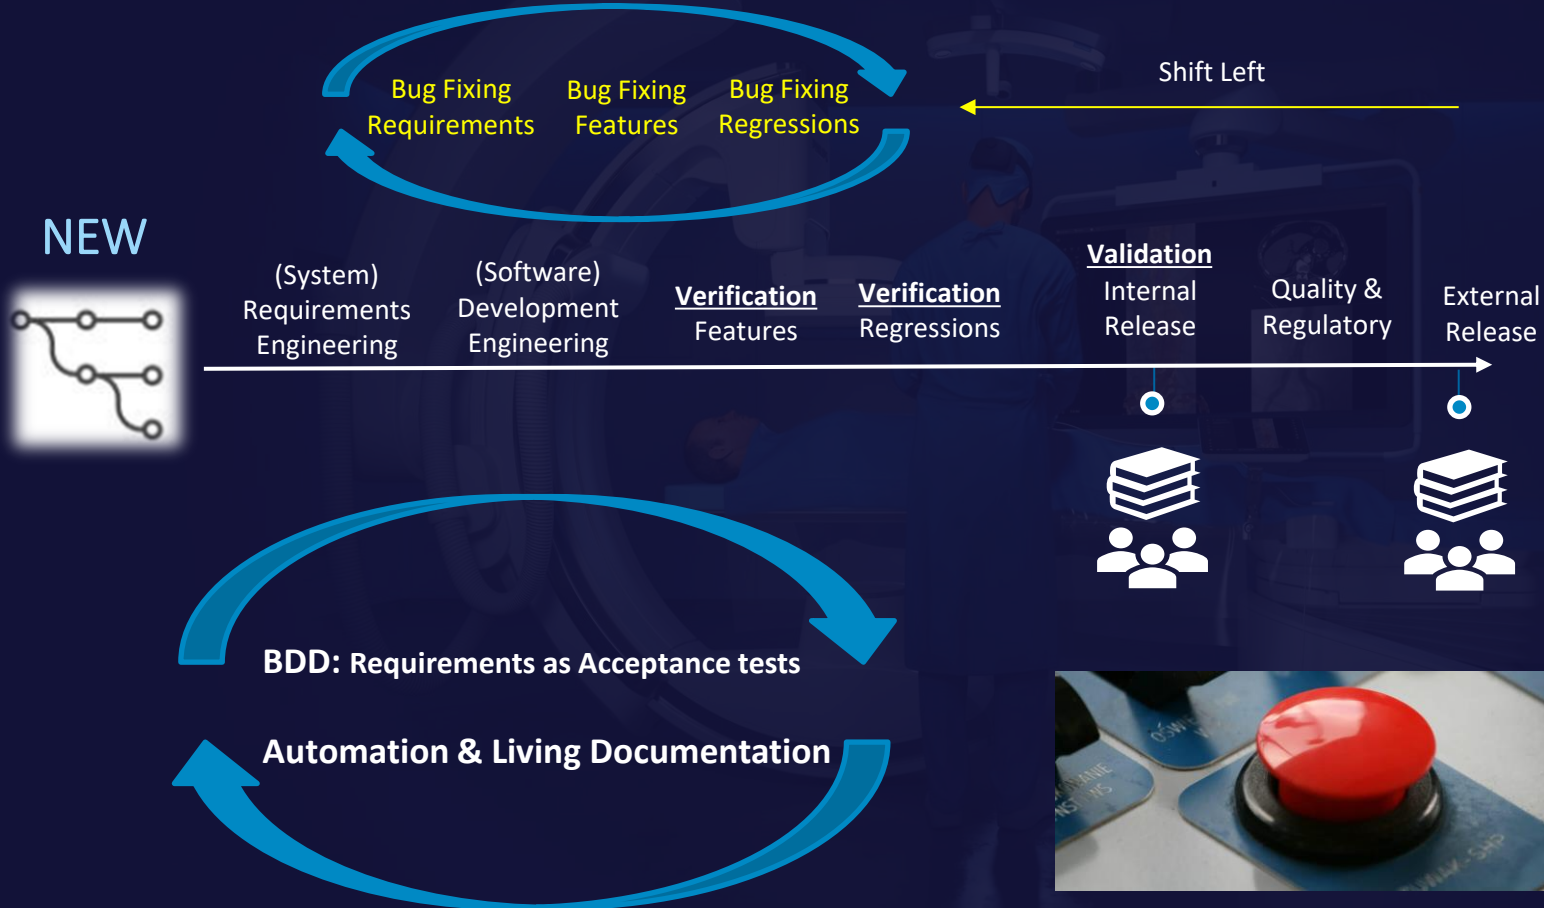 Bug Fixing
Requirements
Bug Fixing
Features
Bug Fixing
Regressions
Shift Left
NEW
(System)
Requirements
Engineering
(Software)
Development
Engineering
Verification
Features
Verification
Regressions
Validation
Internal
Release
Quality &
Regulatory
External
Release
BDD: Requirements as Acceptance tests
Automation & Living Documentation